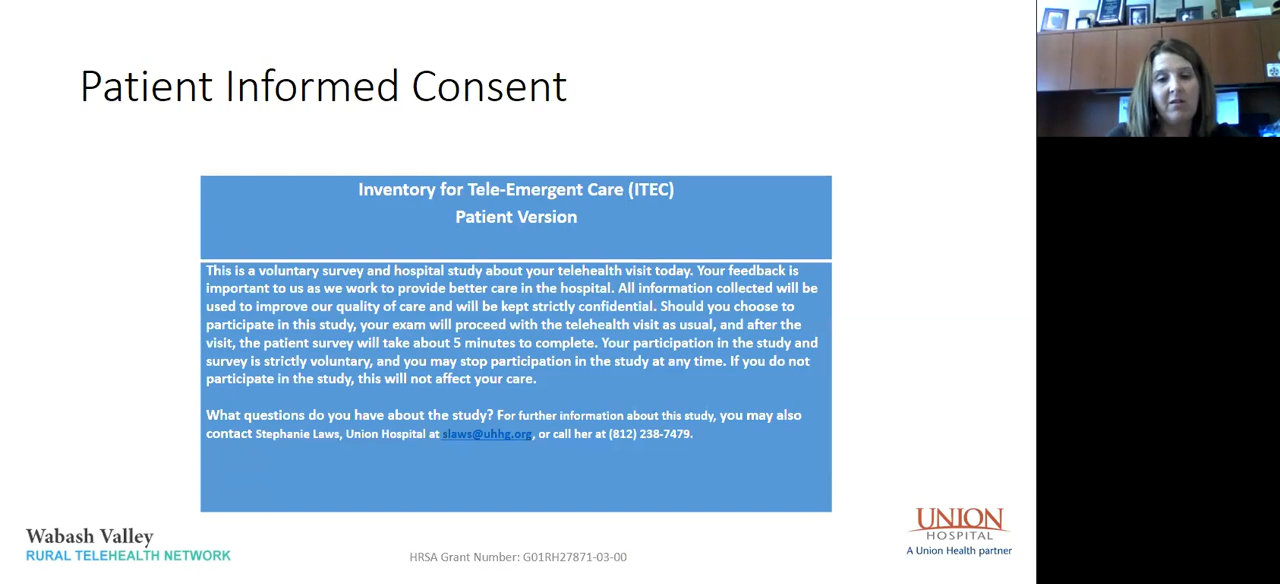 Patient Informed Consent
Inventory for Tele-Emergent Care (ITEC)
Patient Version
This is a voluntary survey and hospital study about your telehealth visit today. Your feedback is
important to us as we work to provide better care in the hospital. All information collected will be
used to improve our quality of care and will be kept strictly confidential. Should you choose to
participate in this study, your exam will proceed with the telehealth visit as usual, and after the
visit, the patient survey will take about 5 minutes to complete. Your participation in the study and
survey is strictly voluntary, and you may stop participation in the study at any time. If you do not
participate in the study, this will not affect your care.
What questions do you have about the study? For further information about this study, you may also
contact Stephanie Laws, Union Hospital at slaws@uhhg.org, or call her at (812) 238-7479.
Wabash Valley
RURAL TELEHEALTH NETWORK
HRSA Grant Number: G01RH27871-03-00
UNION
HOSPITAL
A Union Health partner